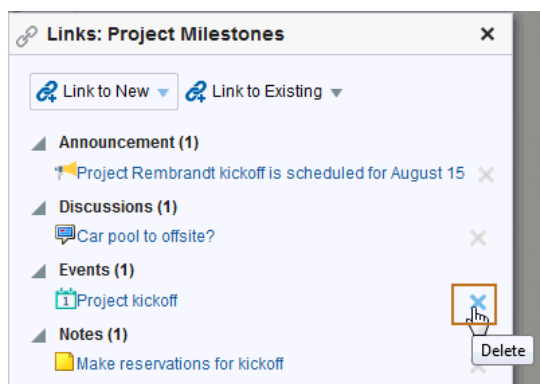 Links: Project Milestones
Link to New Link to Existing
Announcement (1)
Project Rembrandt kickoff is scheduled for August 15
Discussions (1)
Car pool to offsite?
Events (1)
1 Project kickoff
Notes (1)
Delete
Make reservations for kickoff